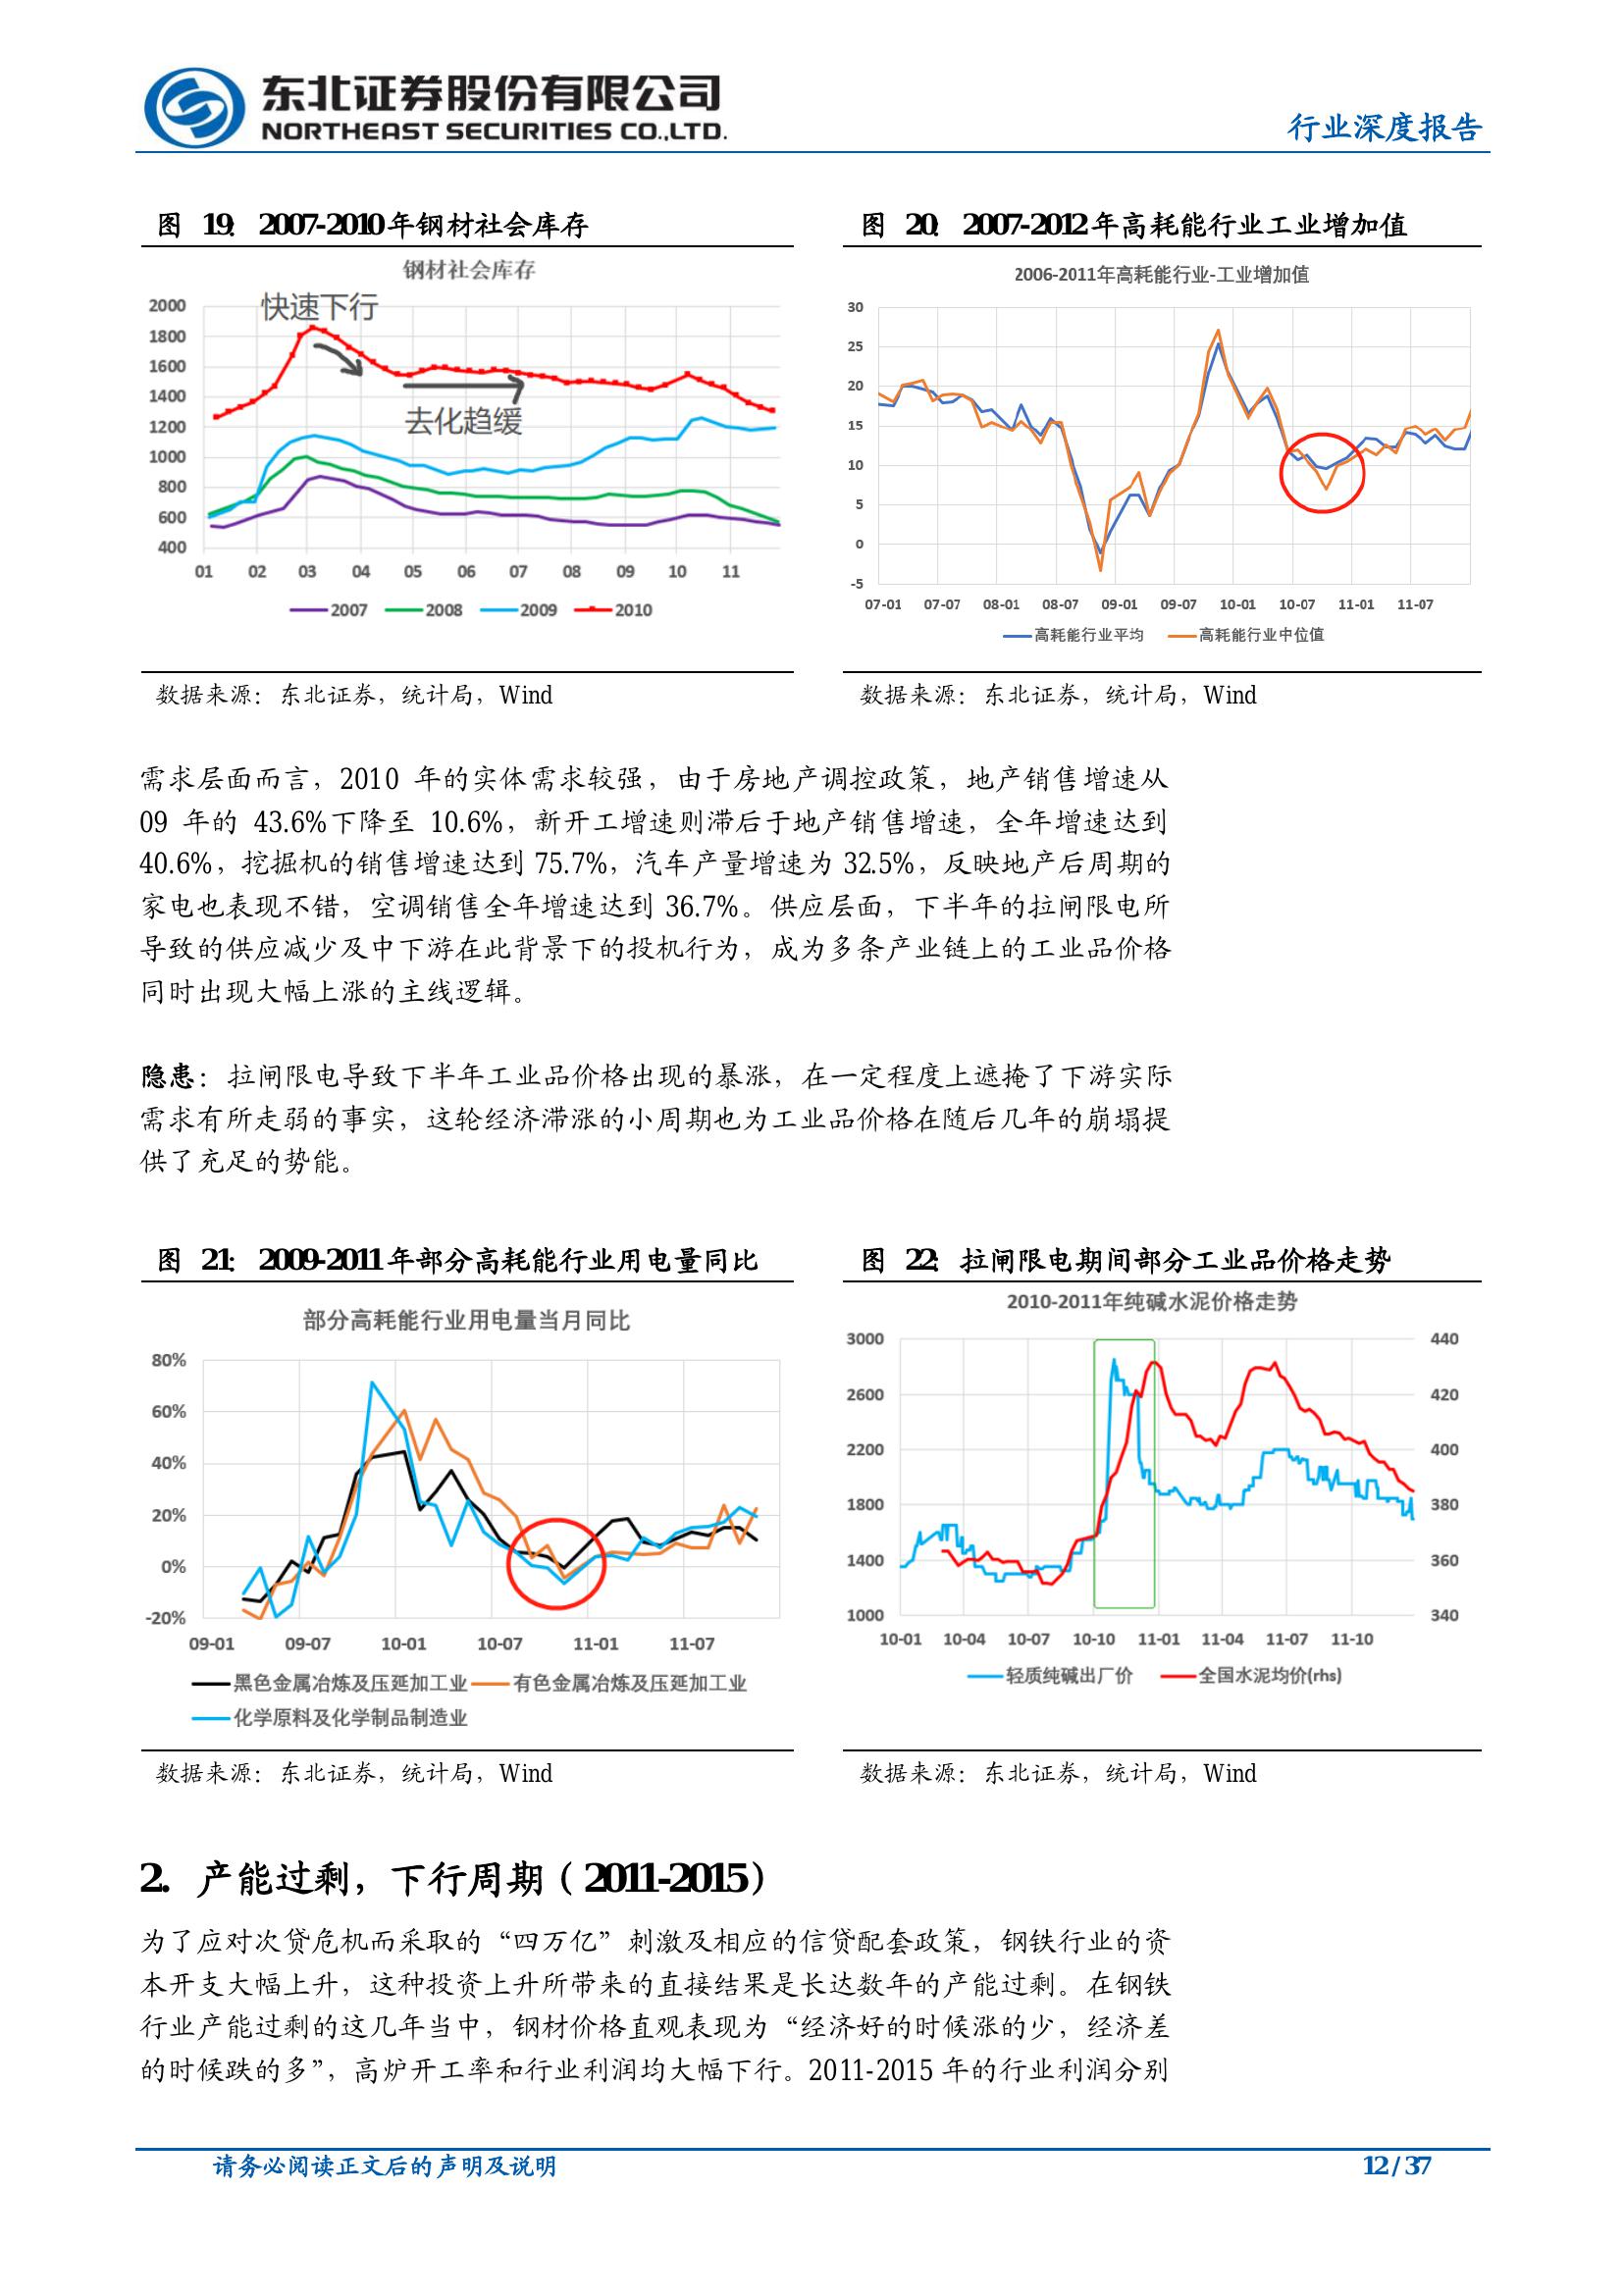 东北证券股份有限公司
NORTHEAST SECURITIES CO.,LTD.
行业深度报告
图 19: 2007-2010年钢材社会库存
钢材社会库存
快速下行
去化趋缓
2000
1800
1600
1400
1200
1000
800
600
400
01 02 03 04 05 06 07 08 09 10 11
2007 2008 2009 2010
数据来源：东北证券，统计局，Wind
图 20: 2007-2012年高耗能行业工业增加值
2006-2011年高耗能行业-工业增加值
30
25
20
15
10
5
0
-5
07-01 07-07 08-01 08-07 09-01 09-07 10-01 10-07 11-01 11-07
高耗能行业平均 高耗能行业中位值
数据来源：东北证券，统计局，Wind
需求层面而言，2010 年的实体需求较强，由于房地产调控政策，地产销售增速从
09 年的 43.6%下降至 10.6%，新开工增速则滞后于地产销售增速，全年增速达到
40.6%，挖掘机的销售增速达到 75.7%，汽车产量增速为 32.5%，反映地产后周期的
家电也表现不错，空调销售全年增速达到 36.7%。供应层面，下半年的拉闸限电所
导致的供应减少及中下游在此背景下的投机行为，成为多条产业链上的工业品价格
同时出现大幅上涨的主线逻辑。
隐患：拉闸限电导致下半年工业品价格出现的暴涨，在一定程度上遮掩了下游实际
需求有所走弱的事实，这轮经济滞涨的小周期也为工业品价格在随后几年的崩塌提
供了充足的势能。
图 21: 2009-2011年部分高耗能行业用电量同比
部分高耗能行业用电量当月同比
80%
60%
40%
20%
0%
-20%
09-01 09-07 10-01 10-07 11-01 11-07
黑色金属冶炼及压延加工业 有色金属冶炼及压延加工业
化学原料及化学制品制造业
数据来源：东北证券，统计局，Wind
图 22: 拉闸限电期间部分工业品价格走势
2010-2011年纯碱水泥价格走势
3000 440
2600 420
2200 400
1800 380
1400 360
1000 340
10-01 10-04 10-07 10-10 11-01 11-04 11-07 11-10
轻质纯碱出厂价 全国水泥均价(rhs)
数据来源：东北证券，统计局，Wind
2. 产能过剩，下行周期（2011-2015）
为了应对次贷危机而采取的“四万亿”刺激及相应的信贷配套政策，钢铁行业的资
本开支大幅上升，这种投资上升所带来的直接结果是长达数年的产能过剩。在钢铁
行业产能过剩的这几年当中，钢材价格直观表现为“经济好的时候涨的少，经济差
的时候跌的多”，高炉开工率和行业利润均大幅下行。2011-2015 年的行业利润分别
请务必阅读正文后的声明及说明
12 / 37